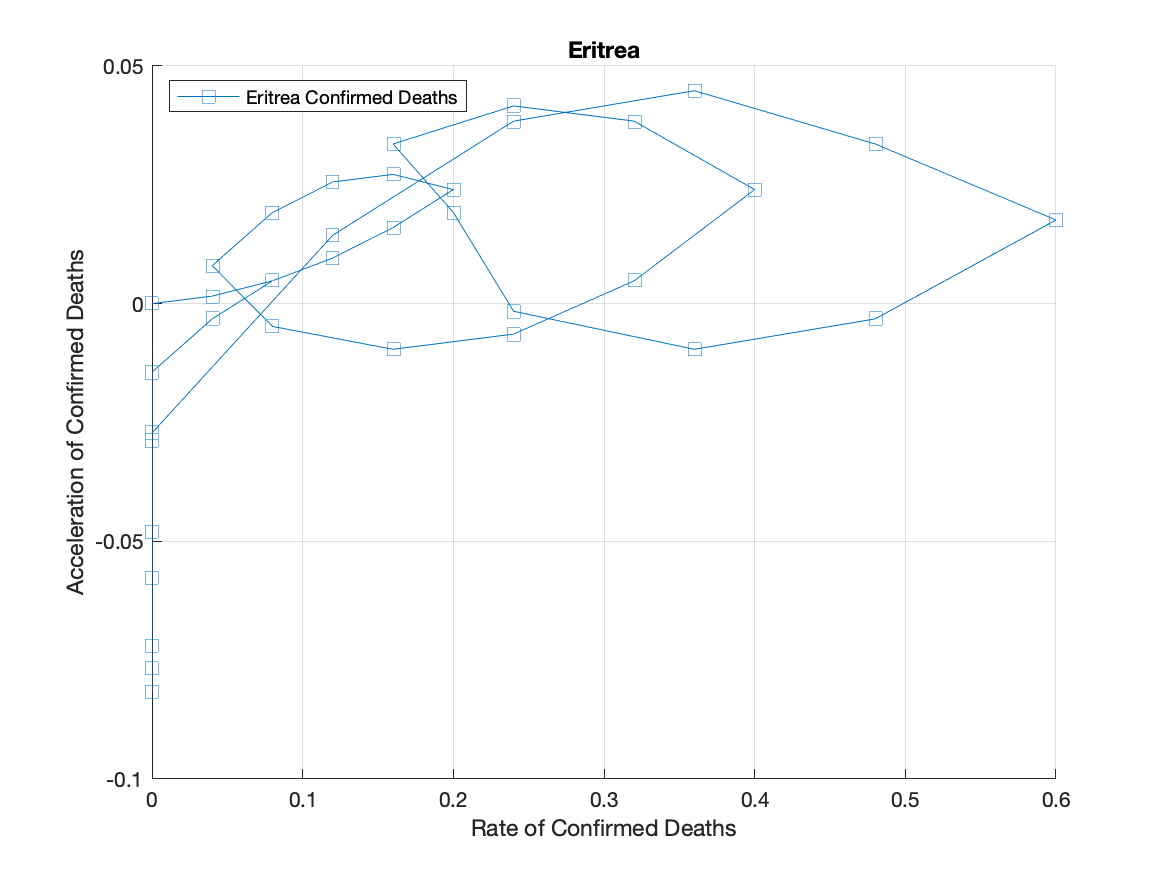 Eritrea
Eritrea Confirmed Deaths
Acceleration of Confirmed Deaths
0.05
0
-0.05
-0.1
0 0.1 0.2 0.3 0.4 0.5 0.6
Rate of Confirmed Deaths